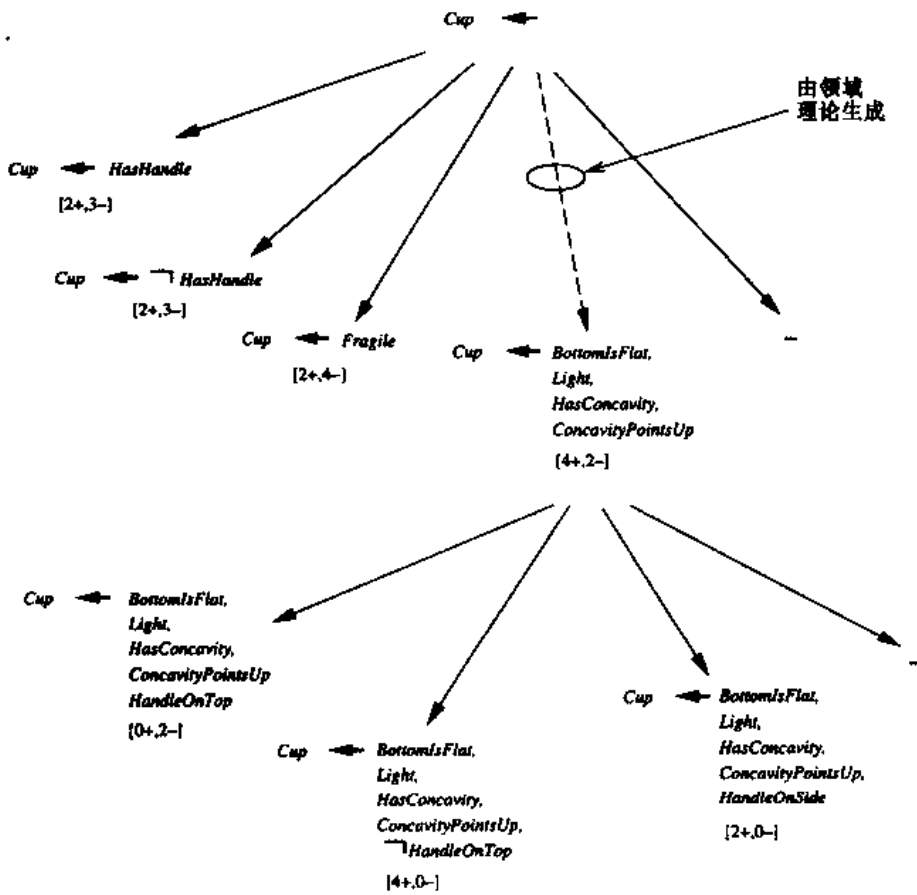 Cup ←
由领域
理论生成
Cup ← HasHandle
[2+,3–]
Cup ← ¬HasHandle
[2+,3–]
Cup ← Fragile
[2+,4–]
Cup ← BottomIsFlat,
Light,
HasConcavity,
ConcavityPointsUp
[4+,2–]
Cup ← BottomIsFlat,
Light,
HasConcavity,
ConcavityPointsUp
HandleOnTop
[0+,2–]
Cup ← BottomIsFlat,
Light,
HasConcavity,
ConcavityPointsUp,
¬HandleOnTop
[4+,0–]
Cup ← BottomIsFlat,
Light,
HasConcavity,
ConcavityPointsUp,
HandleOnSide
[2+,0–]